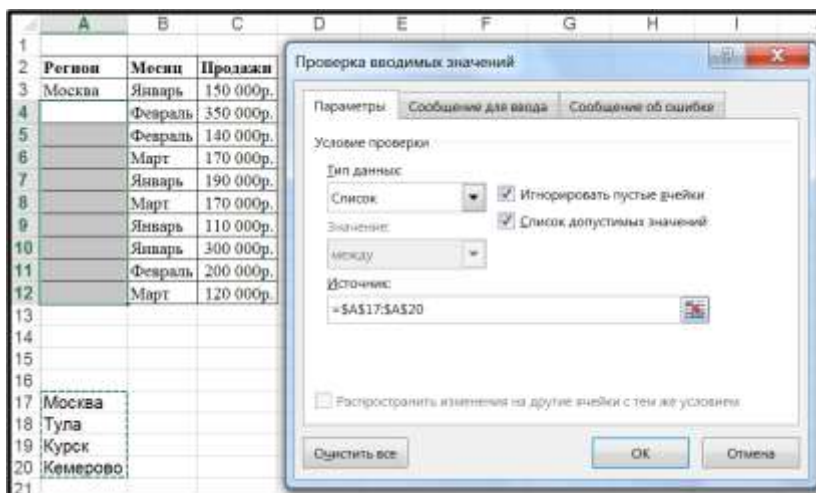 A B C D E F G H I
1
2 Регион Месяц Продажи
3 Москва Январь 150 000р.
4 Февраль 350 000р.
5 Февраль 140 000р.
6 Март 170 000р.
7 Январь 190 000р.
8 Март 170 000р.
9 Январь 110 000р.
10 Январь 300 000р.
11 Февраль 200 000р.
12 Март 120 000р.
13
14
15
16
17 Москва
18 Тула
19 Курск
20 Кемерово
21
Проверка вводимых значений
Параметры Сообщение для ввода Сообщение об ошибке
Условие проверки
Тип данных:
Список Игнорировать пустые ячейки
Значение: Список допустимых значений
между
Источник:
=$A$17:$A$20
Распространить изменения на другие ячейки с тем же условием
Очистить все ОК Отмена